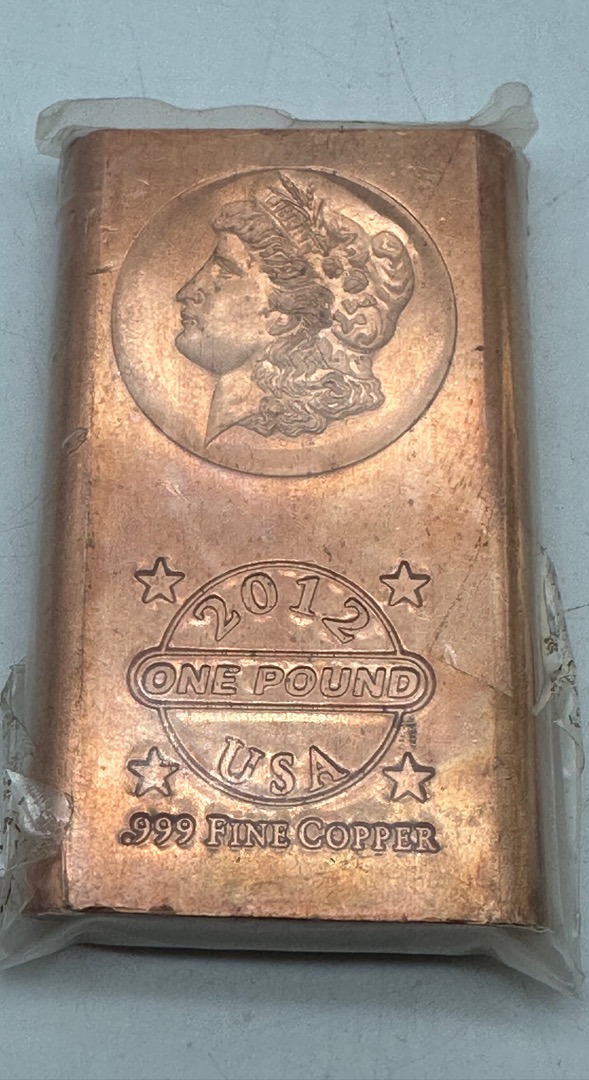 2012
ONE POUND
USA
.999 FINE COPPER